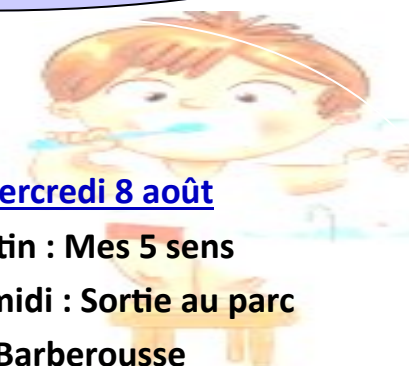 ercredi 8 août
tin : Mes 5 sens
midi : Sortie au parc
Barberousse